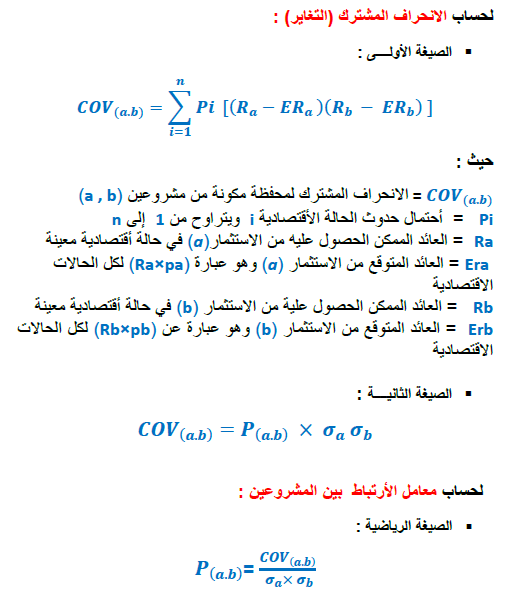 لحساب الانحراف المشترك (التغاير) :
▪ الصيغة الأولـــى :
COV(a.b) = ∑ⁿᵢ₌₁ Pi [(Ra − ERa)(Rb − ERb)]
حيث :
COV(a.b) = الانحراف المشترك لمحفظة مكونة من مشروعين (a , b)
Pi = أحتمال حدوث الحالة الأقتصادية i ويتراوح من 1 إلى n
Ra = العائد الممكن الحصول عليه من الاستثمار(a) في حالة أقتصادية معينة
Era = العائد المتوقع من الاستثمار (a) وهو عبارة (Ra×pa) لكل الحالات
الاقتصادية
Rb = العائد الممكن الحصول علية من الاستثمار (b) في حالة أقتصادية معينة
Erb = العائد المتوقع من الاستثمار (b) وهو عبارة عن (Rb×pb) لكل الحالات
الاقتصادية
▪ الصيغة الثانيـــة :
COV(a.b) = P(a.b) × σa σb
لحساب معامل الأرتباط بين المشروعين :
▪ الصيغة الرياضية :
P(a.b)= COV(a.b) / σa× σb